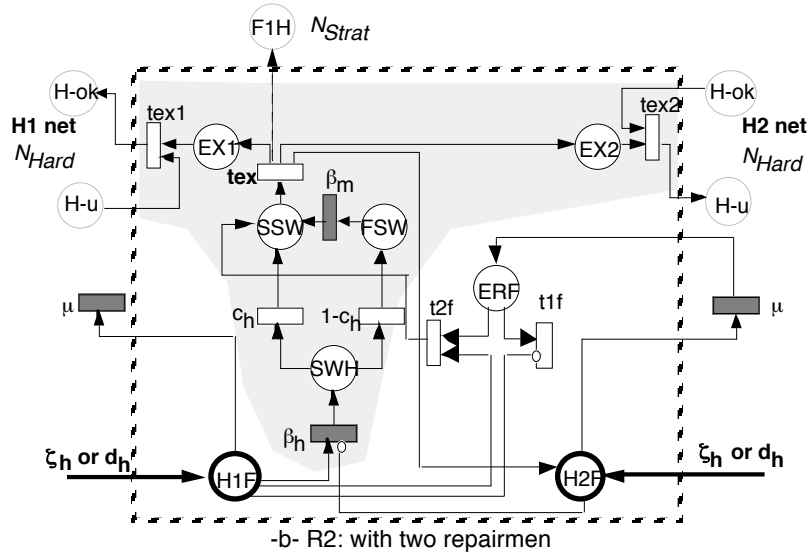 F1H
N_Strat
H-ok
H1 net
N_Hard
H-u
tex1
EX1
tex
EX2
tex2
H-ok
H2 net
N_Hard
H-u
β_m
SSW
FSW
ERF
μ
c_h
1-c_h
t2f
t1f
μ
SWH
β_h
ζ_h or d_h
H1F
H2F
ζ_h or d_h
-b- R2: with two repairmen